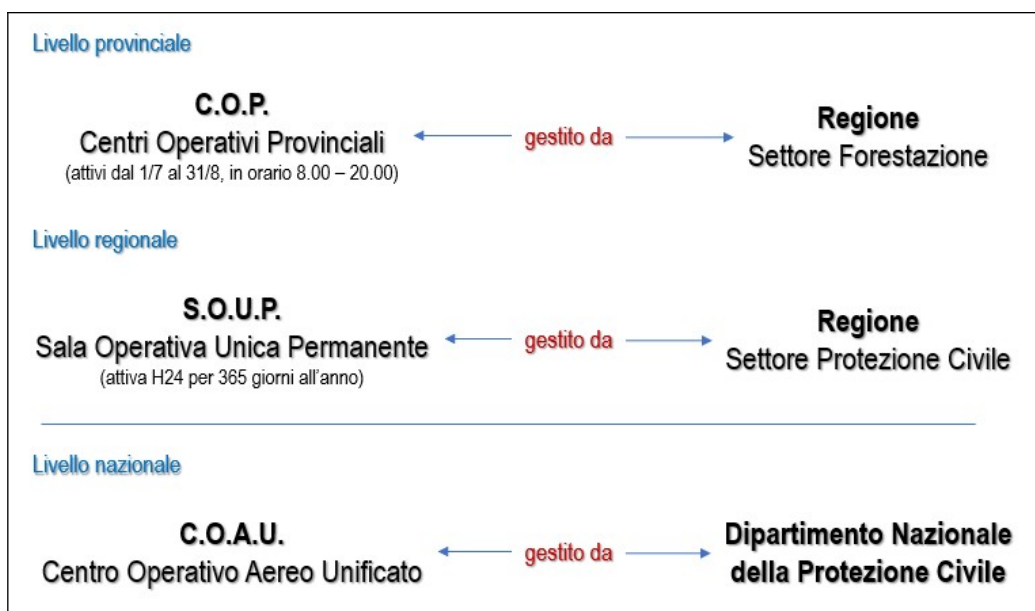 Livello provinciale
C.O.P.
Centri Operativi Provinciali
(attivi dal 1/7 al 31/8, in orario 8.00 – 20.00)
gestito da
Regione
Settore Forestazione
Livello regionale
S.O.U.P.
Sala Operativa Unica Permanente
(attiva H24 per 365 giorni all'anno)
gestito da
Regione
Settore Protezione Civile
Livello nazionale
C.O.A.U.
Centro Operativo Aereo Unificato
gestito da
Dipartimento Nazionale
della Protezione Civile